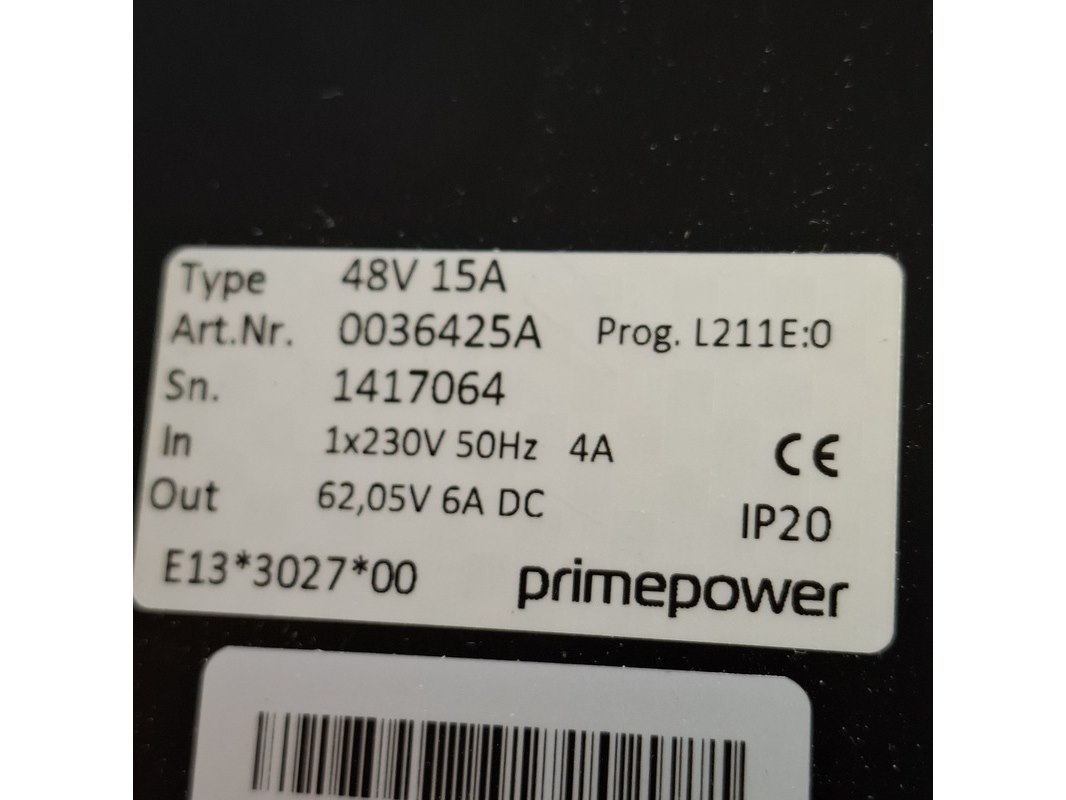 Type 48V 15A
Art.Nr. 0036425A Prog. L211E:0
Sn. 1417064
In 1x230V 50Hz 4A CE
Out 62,05V 6A DC IP20
E13*3027*00 primepower